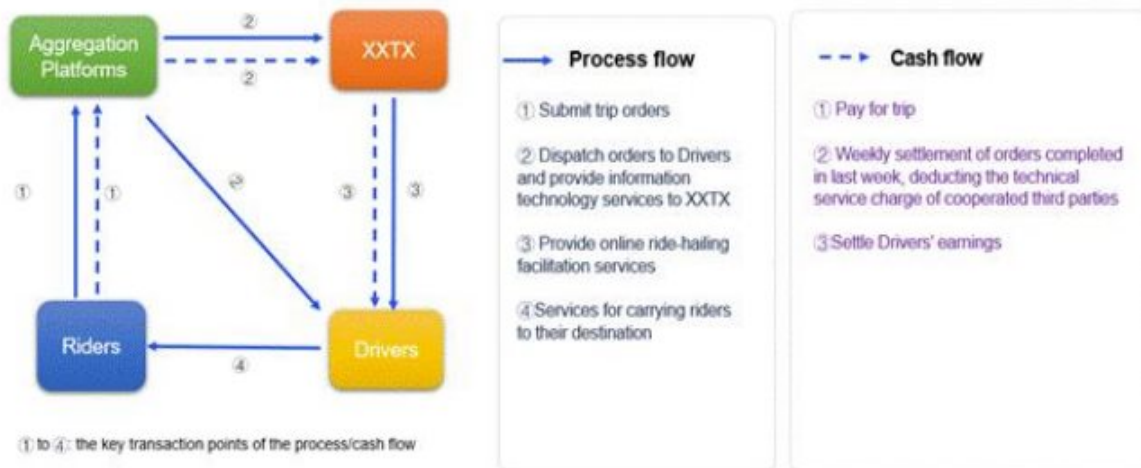 Aggregation
Platforms
②
②
XXTX
①
①
2
③
③
Riders
④
Drivers
① to ④: the key transaction points of the process/cash flow
Process flow
① Submit trip orders
② Dispatch orders to Drivers
and provide information
technology services to XXTX
③ Provide online ride-hailing
facilitation services
④Services for carrying riders
to their destination
Cash flow
① Pay for trip
② Weekly settlement of orders completed
in last week, deducting the technical
service charge of cooperated third parties
③Settle Drivers' earnings